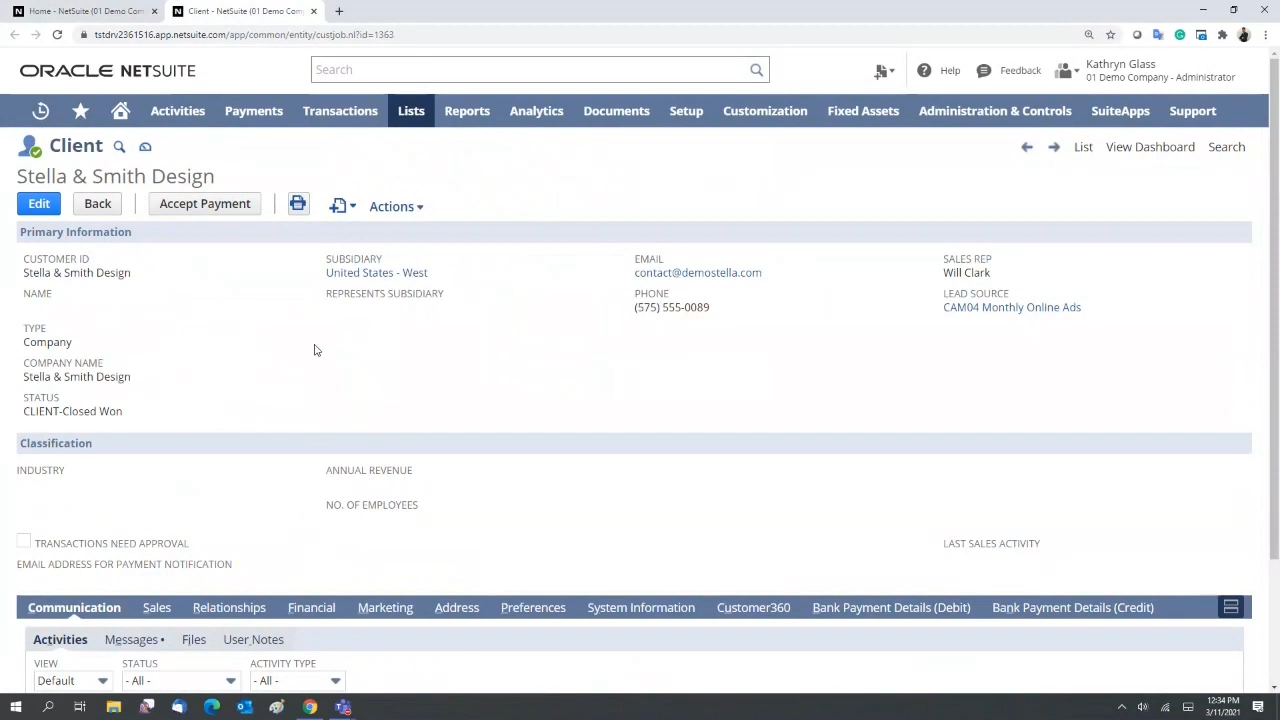 Home - NetSuite (01 Demo Com
Client - NetSuite (01 Demo Comp
tstdrv2361516.app.netsuite.com/app/common/entity/custjob.nl?id=1363
ORACLE NETSUITE
Search
Help
Feedback
Kathryn Glass
01 Demo Company - Administrator
Activities Payments Transactions Lists Reports Analytics Documents Setup Customization Fixed Assets Administration & Controls SuiteApps Support
Client
List View Dashboard Search
Stella & Smith Design
Edit Back Accept Payment Actions
Primary Information
CUSTOMER ID
Stella & Smith Design
NAME
TYPE
Company
COMPANY NAME
Stella & Smith Design
STATUS
CLIENT-Closed Won
SUBSIDIARY
United States - West
REPRESENTS SUBSIDIARY
EMAIL
contact@demostella.com
PHONE
(575) 555-0089
SALES REP
Will Clark
LEAD SOURCE
CAM04 Monthly Online Ads
Classification
INDUSTRY
ANNUAL REVENUE
NO. OF EMPLOYEES
TRANSACTIONS NEED APPROVAL
LAST SALES ACTIVITY
EMAIL ADDRESS FOR PAYMENT NOTIFICATION
Communication Sales Relationships Financial Marketing Address Preferences System Information Customer360 Bank Payment Details (Debit) Bank Payment Details (Credit)
Activities Messages • Files User Notes
VIEW STATUS ACTIVITY TYPE
Default - All - - All -
12:34 PM
3/11/2021